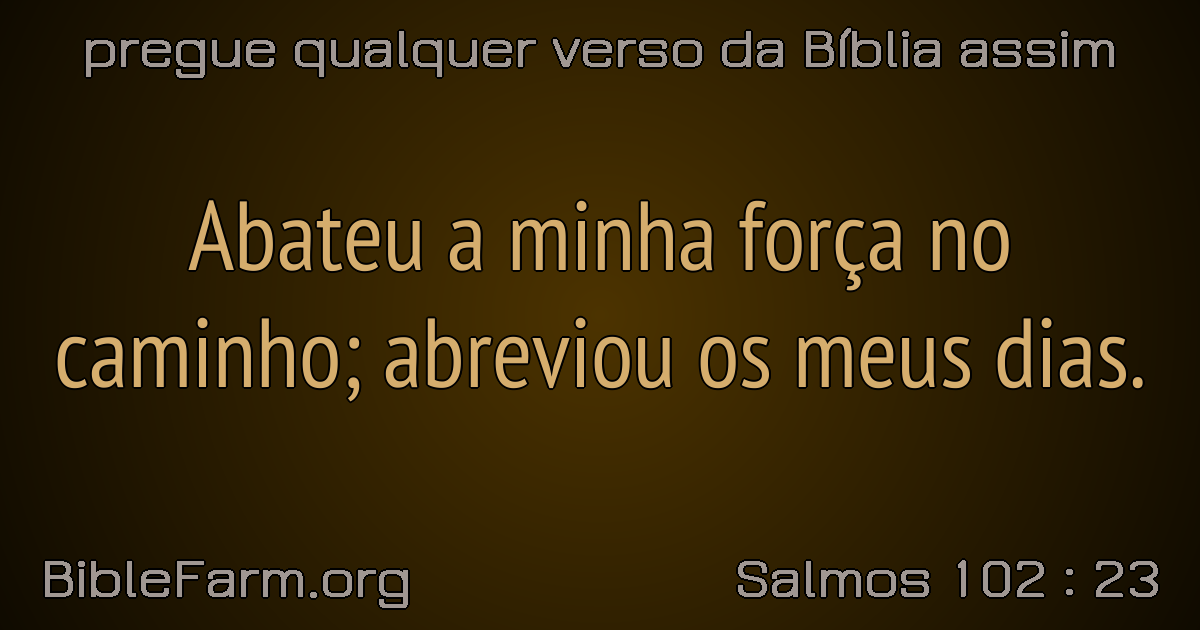 pregue qualquer verso da Bíblia assim
Abateu a minha força no
caminho; abreviou os meus dias.
BibleFarm.org
Salmos 102 : 23